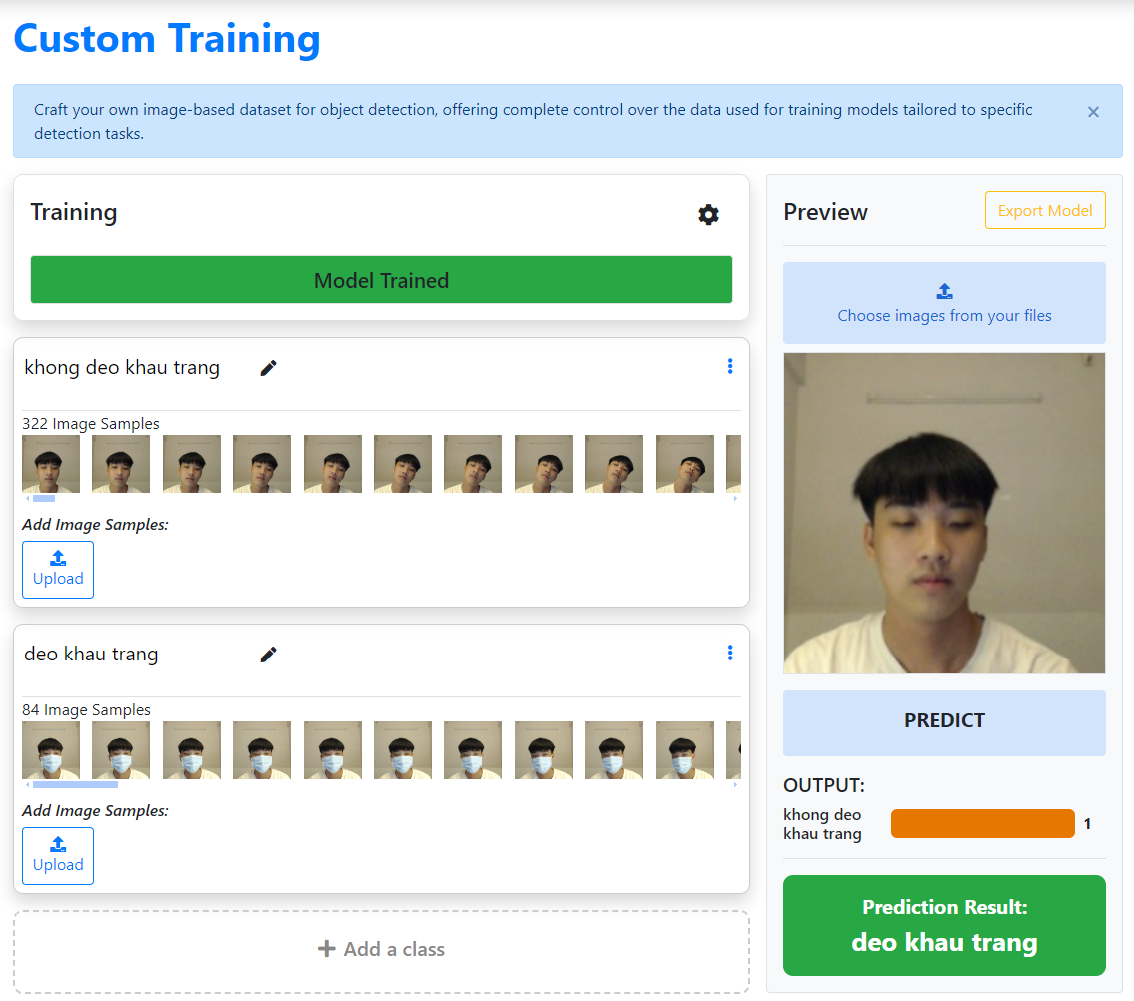 Custom Training
Craft your own image-based dataset for object detection, offering complete control over the data used for training models tailored to specific
detection tasks.
×
Training
Model Trained
khong deo khau trang
322 Image Samples
Add Image Samples:
Upload
deo khau trang
84 Image Samples
Add Image Samples:
Upload
Add a class
Preview
Export Model
Choose images from your files
PREDICT
OUTPUT:
khong deo
khau trang
1
Prediction Result:
deo khau trang